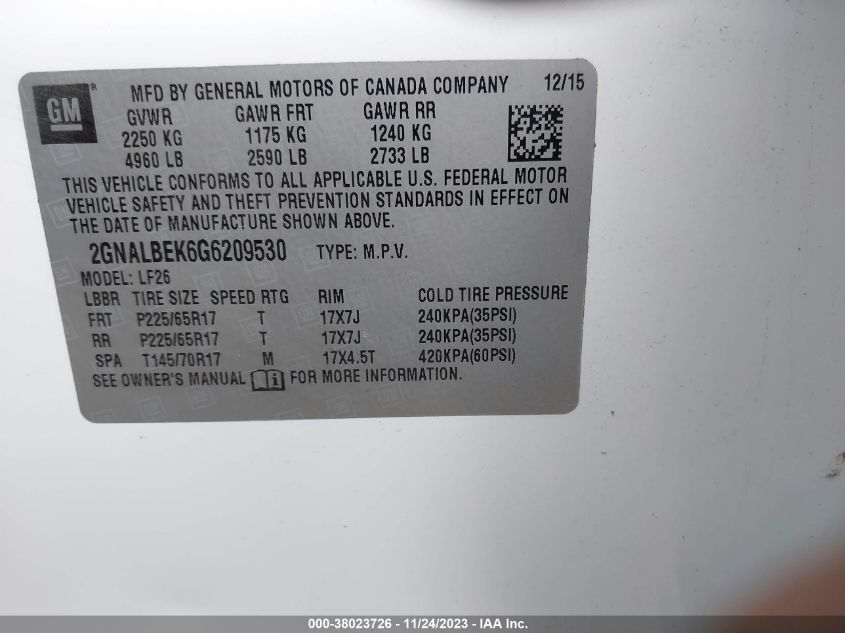 GM ® MFD BY GENERAL MOTORS OF CANADA COMPANY 12/15
GVWR GAWR FRT GAWR RR
2250 KG 1175 KG 1240 KG
4960 LB 2590 LB 2733 LB
THIS VEHICLE CONFORMS TO ALL APPLICABLE U.S. FEDERAL MOTOR
VEHICLE SAFETY AND THEFT PREVENTION STANDARDS IN EFFECT ON
THE DATE OF MANUFACTURE SHOWN ABOVE.
2GNALBEK6G6209530 TYPE: M.P.V.
MODEL: LF26
LBBR TIRE SIZE SPEED RTG RIM COLD TIRE PRESSURE
FRT P225/65R17 T 17X7J 240KPA(35PSI)
RR P225/65R17 T 17X7J 240KPA(35PSI)
SPA T145/70R17 M 17X4.5T 420KPA(60PSI)
SEE OWNER'S MANUAL FOR MORE INFORMATION.
000-38023726 - 11/24/2023 - IAA Inc.